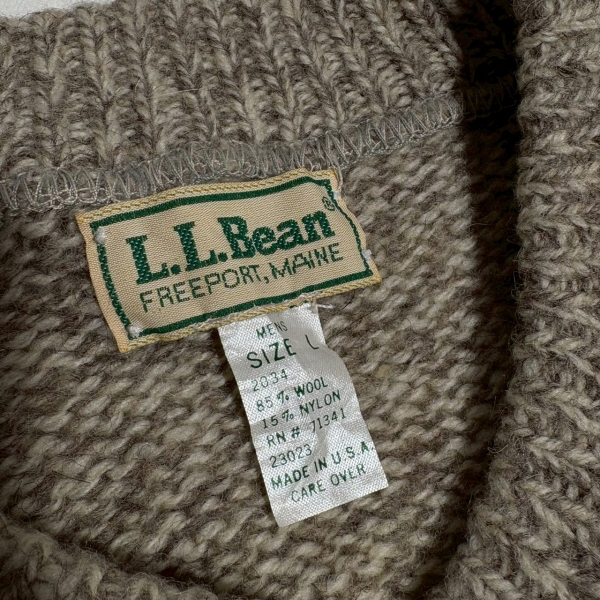 L.L.Bean®
FREEPORT, MAINE
MENS
SIZE L
2034
85% WOOL
15% NYLON
RN # 71341
23023
MADE IN U.S.A.
CARE OVER